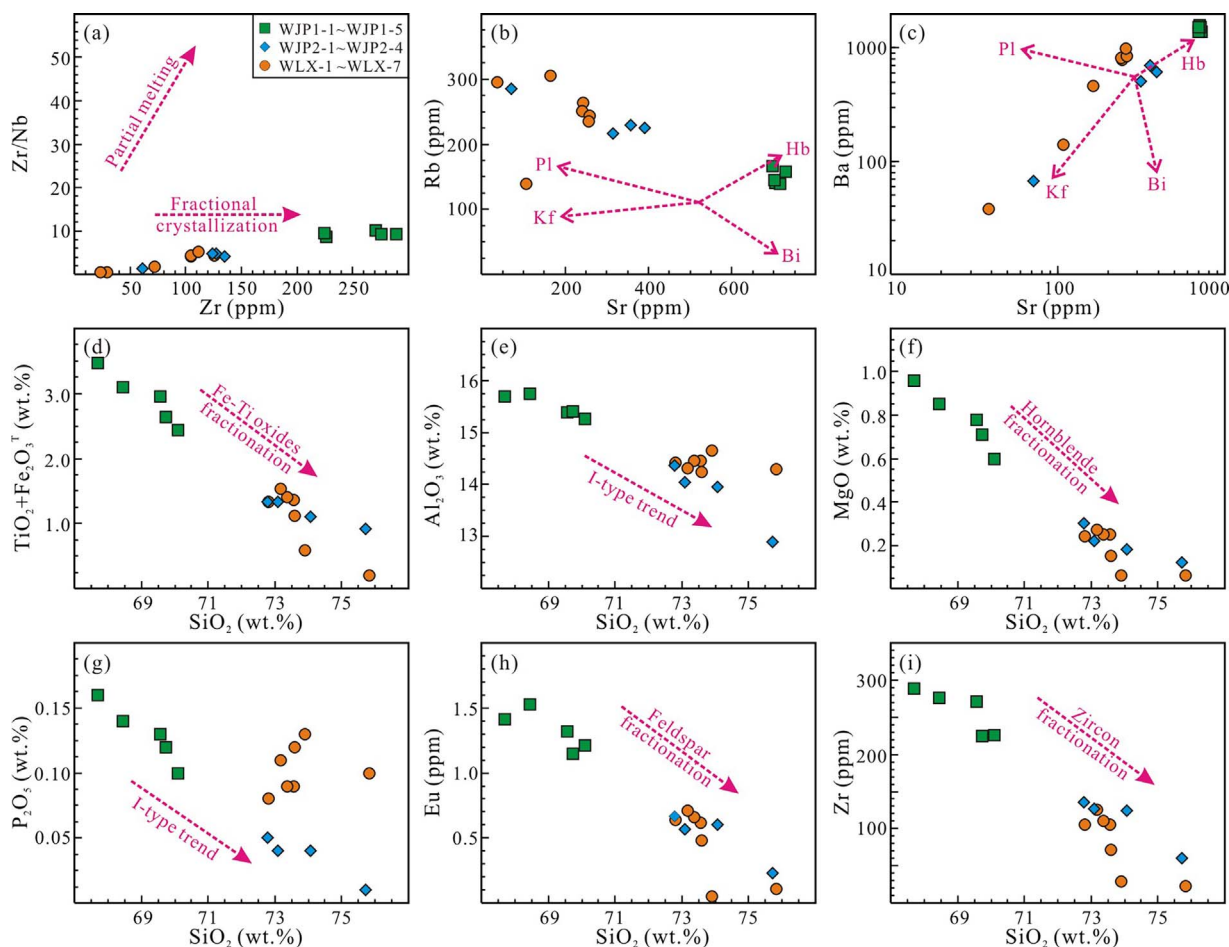 (a)
WJP1-1~WJP1-5
WJP2-1~WJP2-4
WLX-1~WLX-7
50
40
30
20
10
Zr/Nb
Partial melting
Fractional
crystallization
50 100 150 200 250
Zr (ppm)
(b)
400
300
200
100
Rb (ppm)
Pl
Hb
Kf
Bi
200 400 600
Sr (ppm)
(c)
1000
100
10
Ba (ppm)
Pl
Hb
Kf
Bi
10 100 1000
Sr (ppm)
(d)
3.0
2.0
1.0
TiO₂+Fe₂O₃ᵀ (wt.%)
Fe-Ti oxides
fractionation
69 71 73 75
SiO₂ (wt.%)
(e)
16
15
14
13
Al₂O₃ (wt.%)
I-type trend
69 71 73 75
SiO₂ (wt.%)
(f)
1.0
0.8
0.6
0.4
0.2
MgO (wt.%)
Hornblende
fractionation
69 71 73 75
SiO₂ (wt.%)
(g)
0.15
0.10
0.05
0.00
P₂O₅ (wt.%)
I-type trend
69 71 73 75
SiO₂ (wt.%)
(h)
1.5
1.0
0.5
Eu (ppm)
Feldspar
fractionation
69 71 73 75
SiO₂ (wt.%)
(i)
300
200
100
Zr (ppm)
Zircon
fractionation
69 71 73 75
SiO₂ (wt.%)